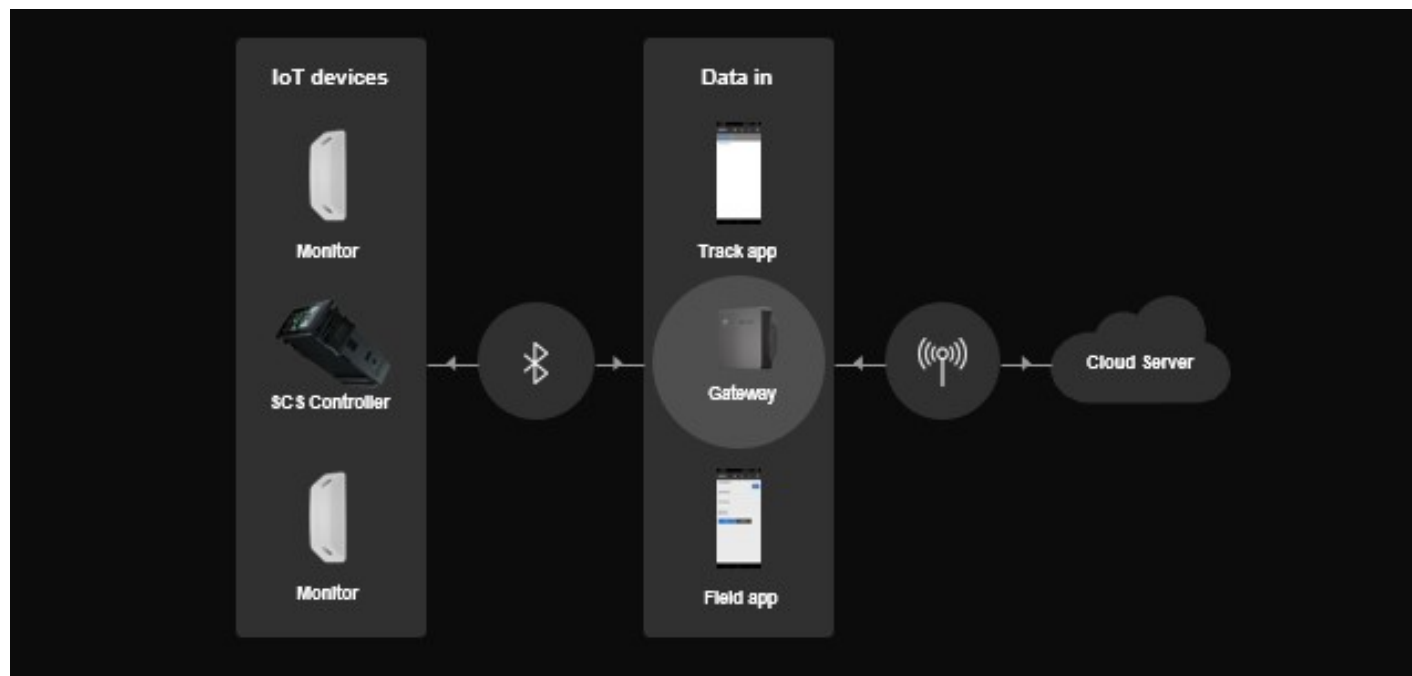 IoT devices
Data in
Monitor
Track app
SCS Controller
Gateway
Cloud Server
Monitor
Field app